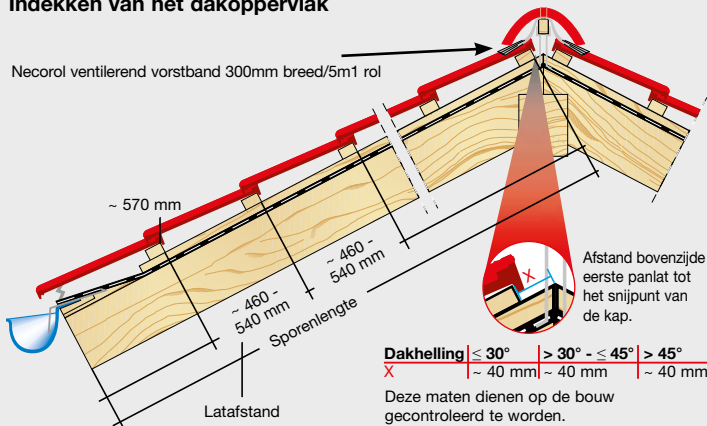 Indekken van het dakoppervlak
Necorol ventilerend vorstband 300mm breed/5m1 rol
~ 570 mm
~ 460 -
540 mm
~ 460 -
540 mm
Sporenlengte
Latafstand
X
Afstand bovenzijde
eerste panlat tot
het snijpunt van
de kap.
Dakhelling ≤ 30° > 30° - ≤ 45° > 45°
X ~ 40 mm ~ 40 mm ~ 40 mm
Deze maten dienen op de bouw
gecontroleerd te worden.